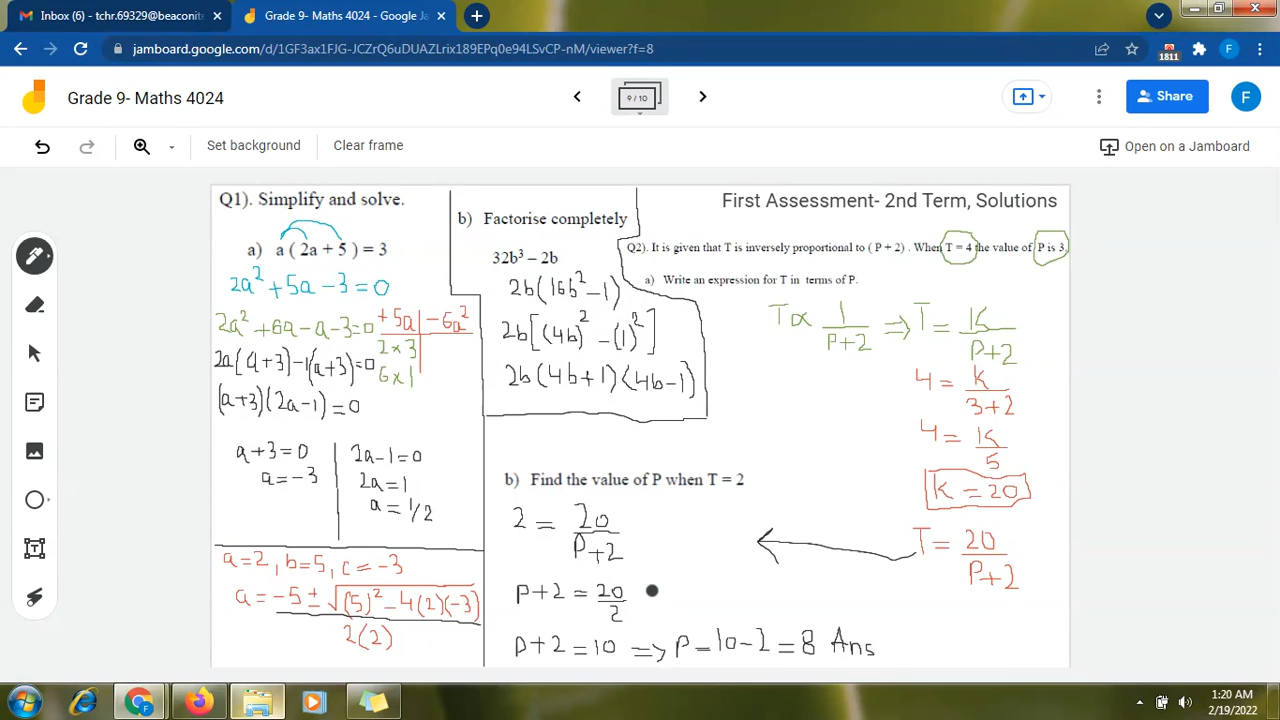 Inbox (6) - tchr.69329@beaconit
Grade 9- Maths 4024 - Google Ja
jamboard.google.com/d/1GF3ax1FJG-JCZrQ6uDUAZLrix189EPq0e94LSvCP-nM/viewer?f=8
1811
F
Grade 9- Maths 4024
9 / 10
Share
F
Set background
Clear frame
Open on a Jamboard
First Assessment- 2nd Term, Solutions
Q1). Simplify and solve.
a) a ( 2a + 5 ) = 3
2a² + 5a - 3 = 0
2a² + 6a - a - 3 = 0
+ 5a | - 6a²
2 × 3
6 × 1
2a(a+3) - 1(a+3) = 0
(a+3)(2a-1) = 0
a+3 = 0
a = -3
2a-1 = 0
2a = 1
a = 1/2
a = 2, b = 5, c = -3
a = -5 ± √(5)² - 4(2)(-3)
2(2)
b) Factorise completely
32b³ – 2b
2b(16b² - 1)
2b[(4b)² - (1)²]
2b(4b+1)(4b-1)
Q2). It is given that T is inversely proportional to ( P + 2) . When T = 4 the value of P is 3.
a) Write an expression for T in terms of P.
T ∝ 1/P+2 ⇒ T = K/P+2
4 = k/3+2
4 = K/5
K = 20
T = 20/P+2
b) Find the value of P when T = 2
2 = 20/P+2
P+2 = 20/2
P+2 = 10 ⇒ P = 10-2 = 8 Ans
1:20 AM
2/19/2022